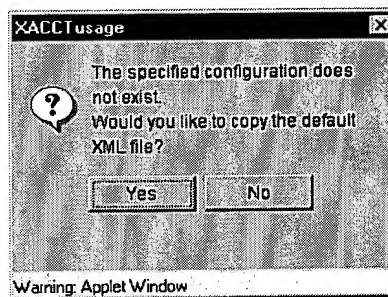 XACCTusage
The specified configuration does
not exist.
Would you like to copy the default
XML file?
Yes
No
Warning: Applet Window